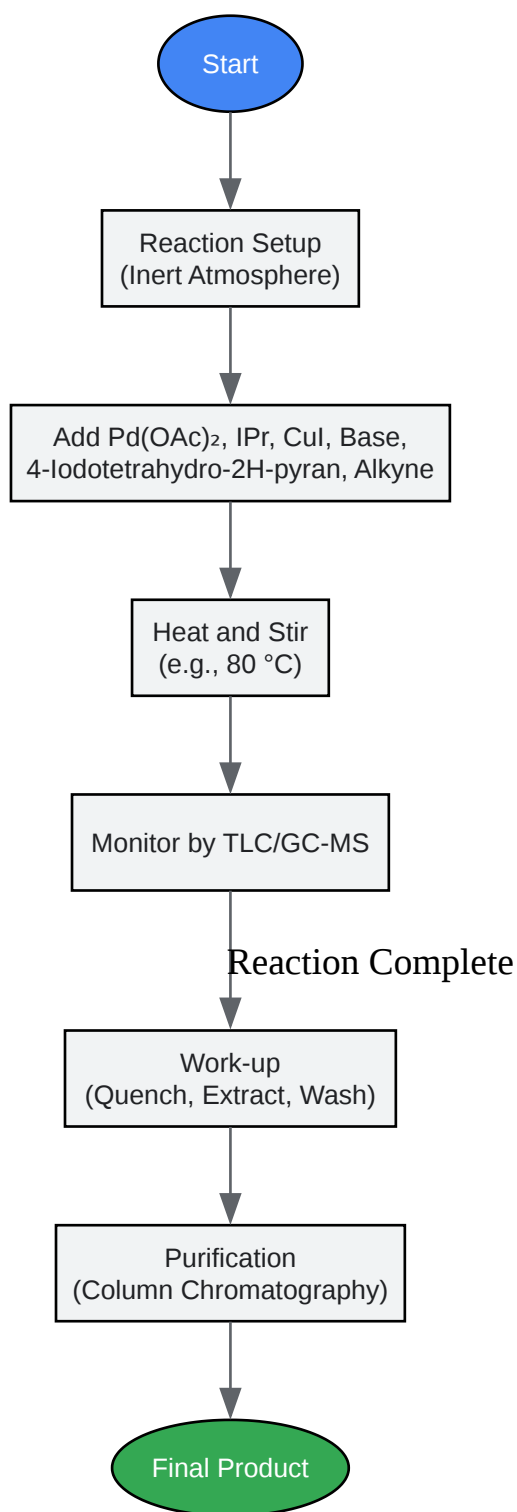 Start
Reaction Setup
(Inert Atmosphere)
Add Pd(OAc)₂, IPr, CuI, Base,
4-Iodotetrahydro-2H-pyran, Alkyne
Heat and Stir
(e.g., 80 °C)
Monitor by TLC/GC-MS
Reaction Complete
Work-up
(Quench, Extract, Wash)
Purification
(Column Chromatography)
Final Product